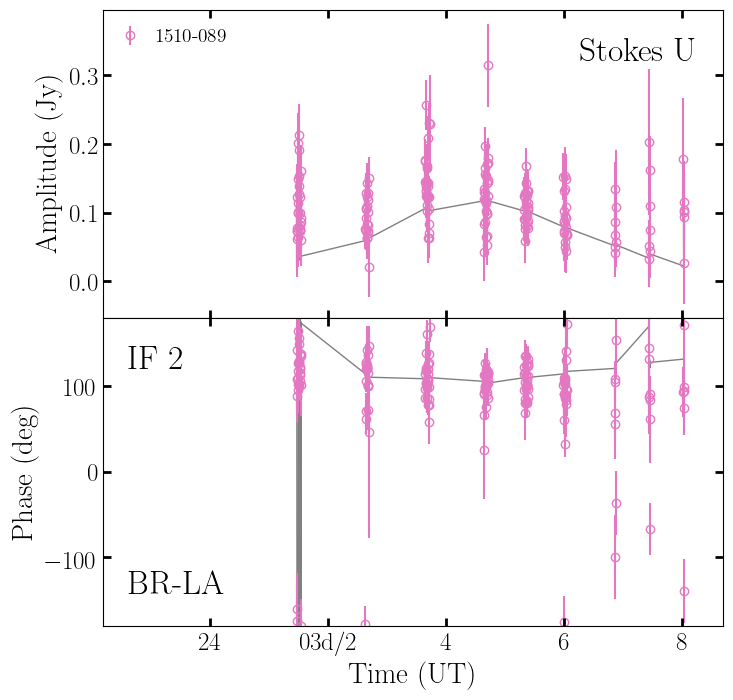 1510-089
Stokes U
Amplitude (Jy)
0.3
0.2
0.1
0.0
IF 2
BR-LA
Phase (deg)
100
0
−100
24 03d/2 4 6 8
Time (UT)